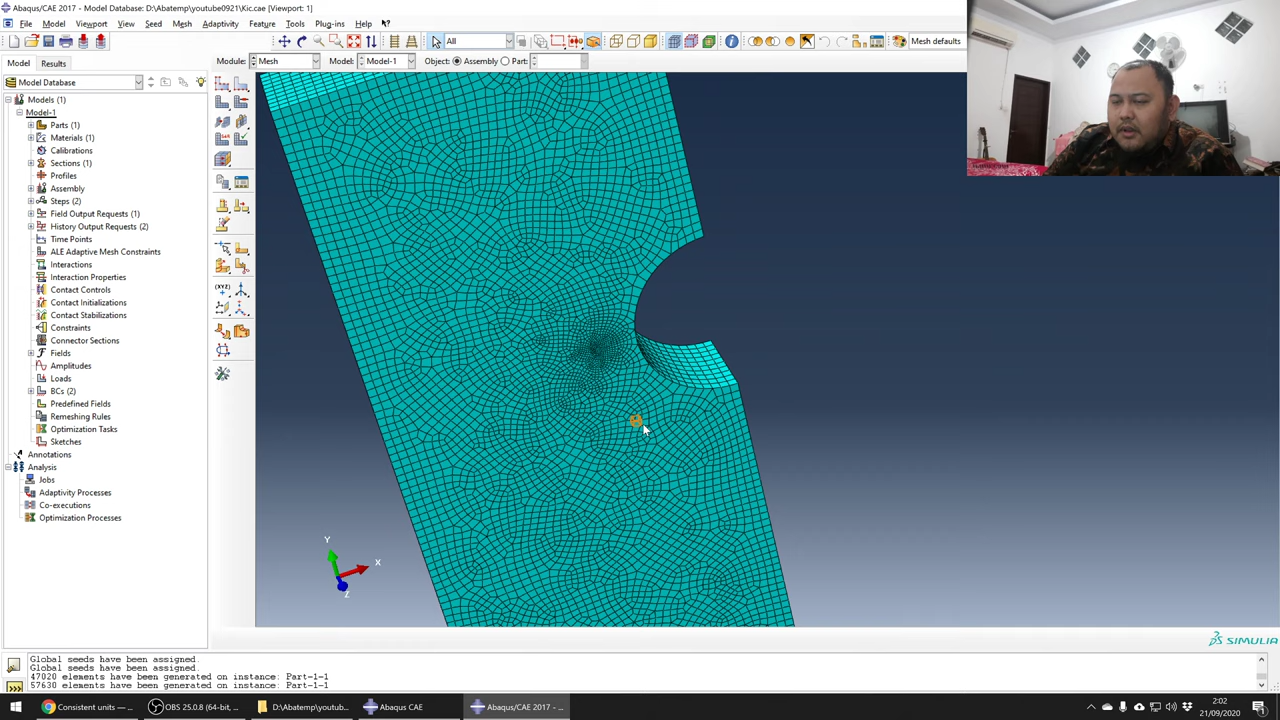 Abaqus/CAE 2017 - Model Database: D:\Abatemp\youtube0921\Kic.cae [Viewport: 1]
File Model Viewport View Seed Mesh Adaptivity Feature Tools Plug-ins Help
All Mesh defaults
Model Results Module: Mesh Model: Model-1 Object: Assembly Part:
Model Database
Models (1)
Model-1
Parts (1)
Materials (1)
Calibrations
Sections (1)
Profiles
Assembly
Steps (2)
Field Output Requests (1)
History Output Requests (2)
Time Points
ALE Adaptive Mesh Constraints
Interactions
Interaction Properties
Contact Controls
Contact Initializations
Contact Stabilizations
Constraints
Connector Sections
Fields
Amplitudes
Loads
BCs (2)
Predefined Fields
Remeshing Rules
Optimization Tasks
Sketches
Annotations
Analysis
Jobs
Adaptivity Processes
Co-executions
Optimization Processes
(XYZ)
Y
X
Z
SIMULIA
Global seeds have been assigned.
Global seeds have been assigned.
47020 elements have been generated on instance: Part-1-1
57630 elements have been generated on instance: Part-1-1
Consistent units — ... OBS 25.0.8 (64-bit, ... D:\Abatemp\youtub... Abaqus CAE Abaqus/CAE 2017 - ...
2:02
21/09/2020